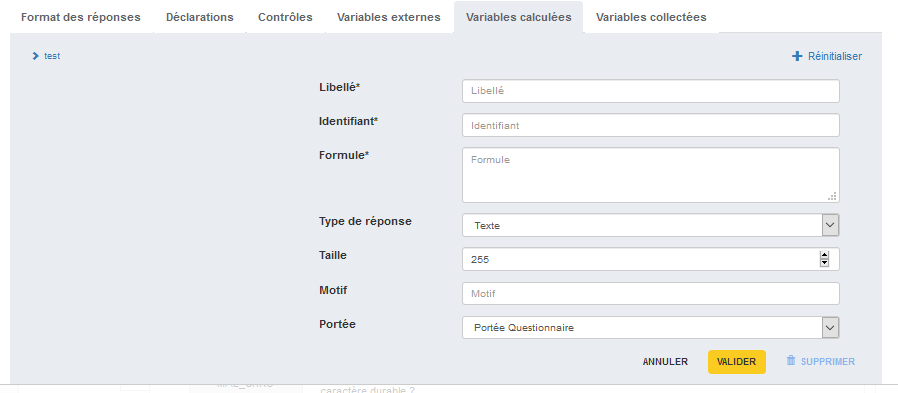 Format des réponses Déclarations Contrôles Variables externes Variables calculées Variables collectées
test Réinitialiser
Libellé* Libellé
Identifiant* Identifiant
Formule* Formule
Type de réponse Texte
Taille 255
Motif Motif
Portée Portée Questionnaire
ANNULER VALIDER SUPPRIMER
caractère durable ?